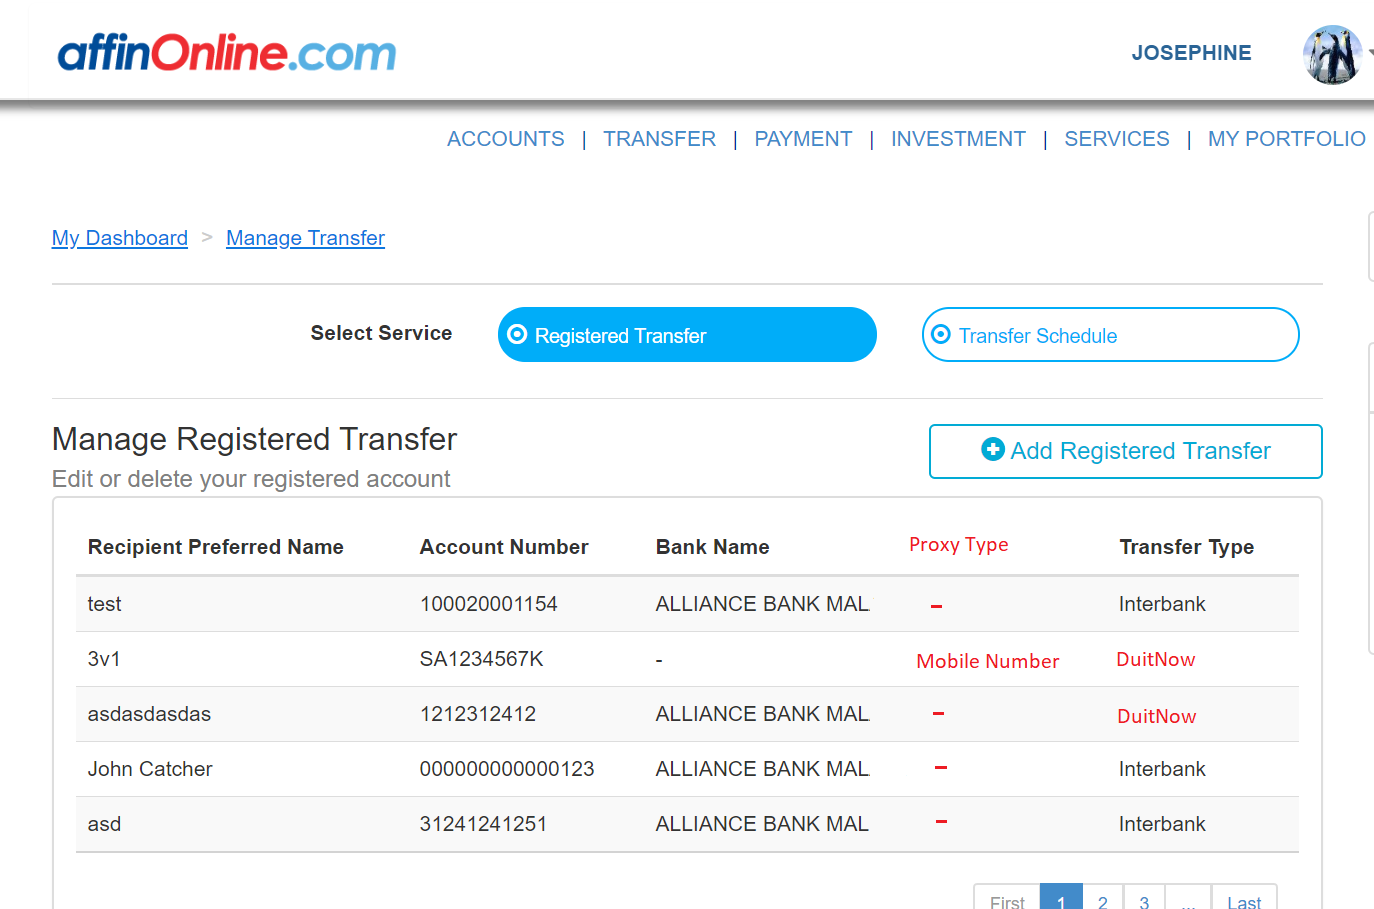 affinOnline.com
JOSEPHINE
ACCOUNTS | TRANSFER | PAYMENT | INVESTMENT | SERVICES | MY PORTFOLIO
My Dashboard > Manage Transfer
Select Service Registered Transfer Transfer Schedule
Manage Registered Transfer
Add Registered Transfer
Edit or delete your registered account
Recipient Preferred Name Account Number Bank Name Proxy Type Transfer Type
test 100020001154 ALLIANCE BANK MAL - Interbank
3v1 SA1234567K - Mobile Number DuitNow
asdasdasdas 1212312412 ALLIANCE BANK MAL - DuitNow
John Catcher 000000000000123 ALLIANCE BANK MAL - Interbank
asd 31241241251 ALLIANCE BANK MAL - Interbank
First 1 2 3 ... Last